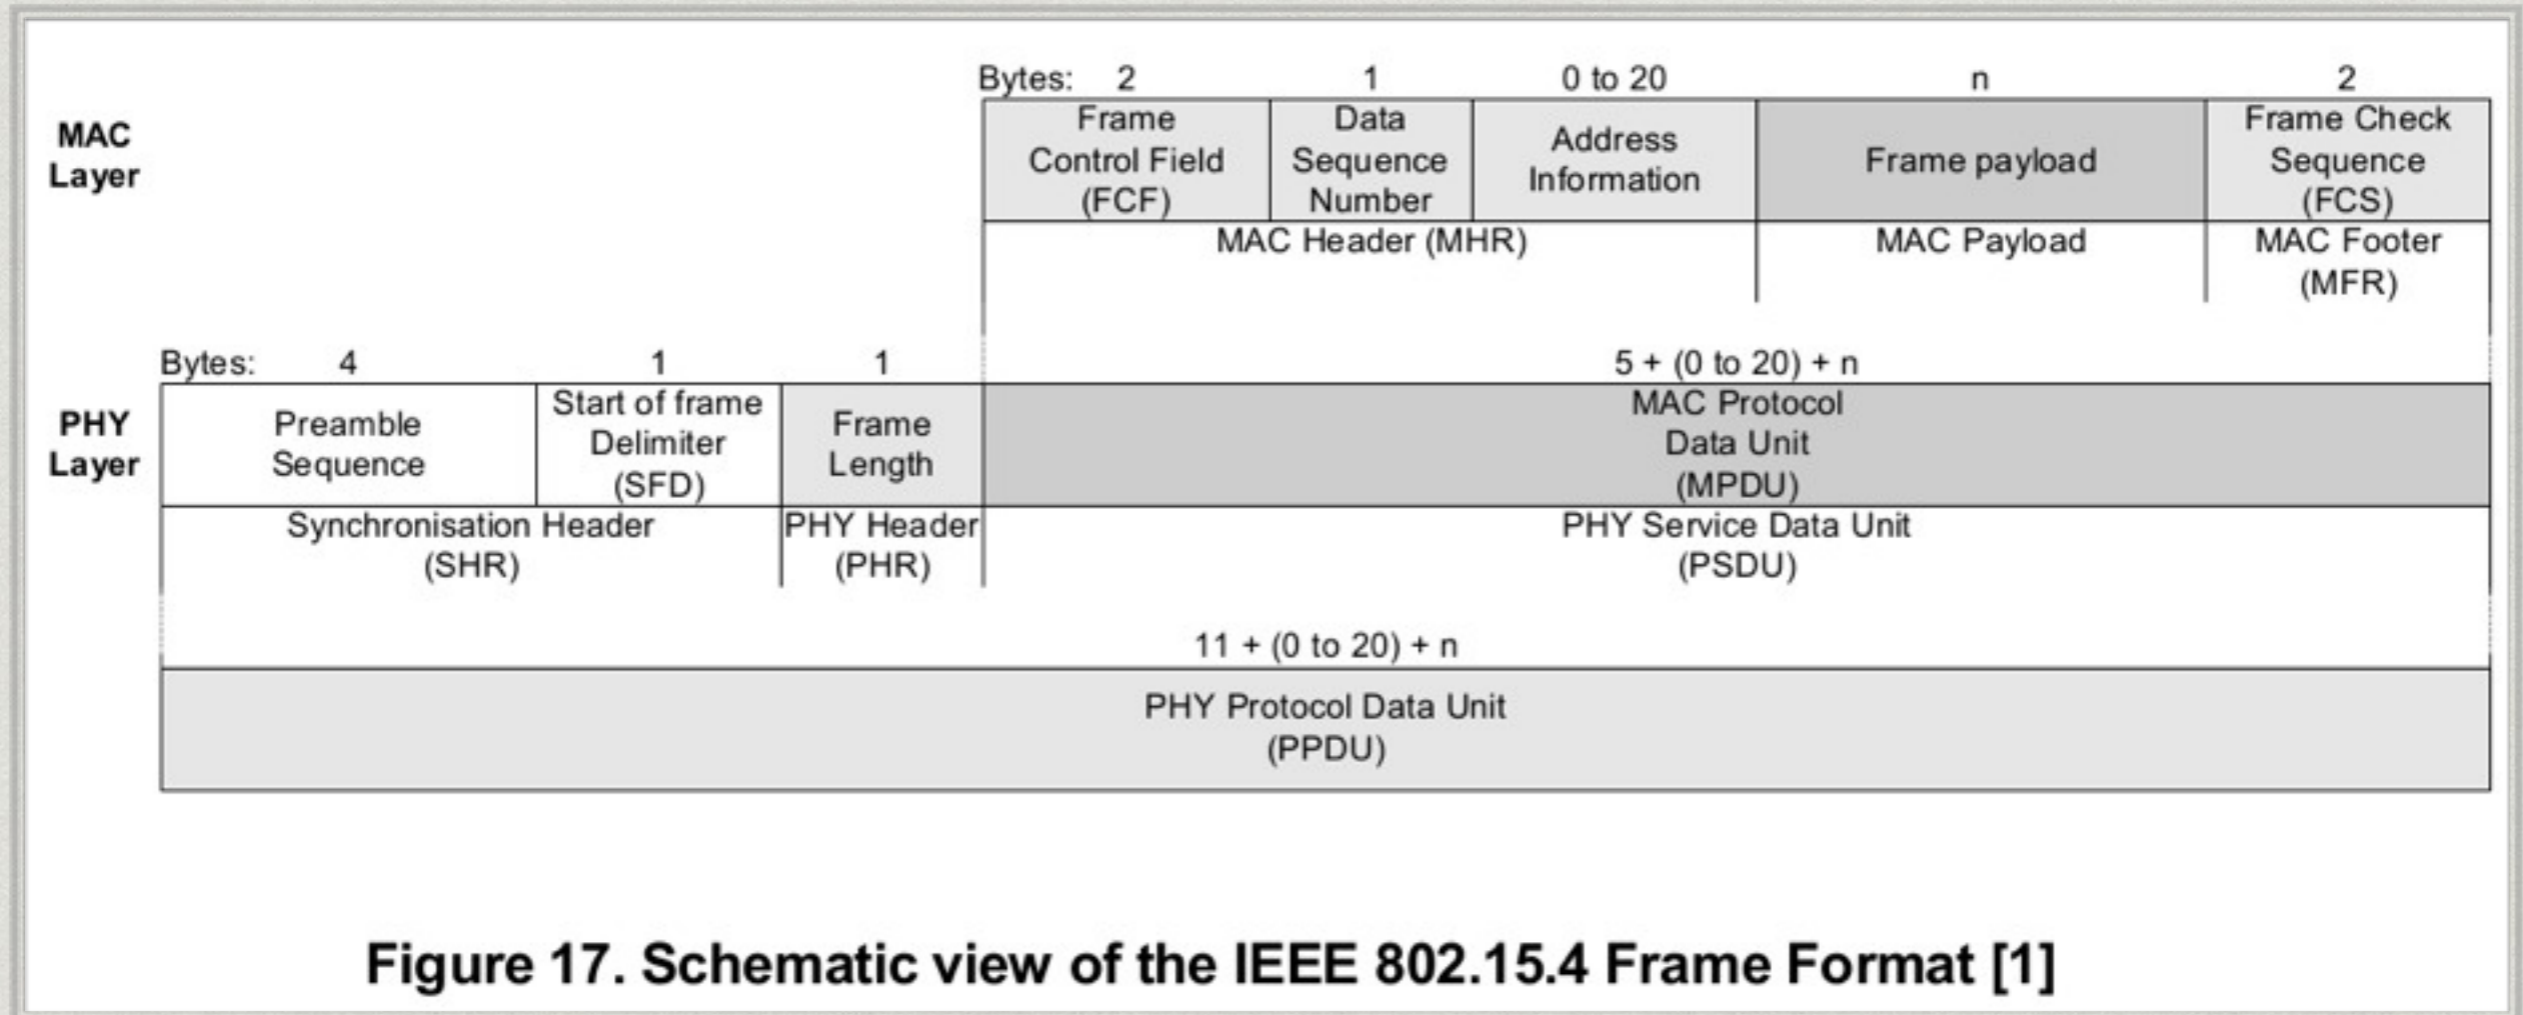 Bytes: 2 1 0 to 20 n 2
MAC
Layer
Frame
Control Field
(FCF)
Data
Sequence
Number
Address
Information
Frame payload
Frame Check
Sequence
(FCS)
MAC Header (MHR)
MAC Payload
MAC Footer
(MFR)
Bytes: 4 1 1 5 + (0 to 20) + n
PHY
Layer
Preamble
Sequence
Start of frame
Delimiter
(SFD)
Frame
Length
MAC Protocol
Data Unit
(MPDU)
Synchronisation Header
(SHR)
PHY Header
(PHR)
PHY Service Data Unit
(PSDU)
11 + (0 to 20) + n
PHY Protocol Data Unit
(PPDU)
Figure 17. Schematic view of the IEEE 802.15.4 Frame Format [1]